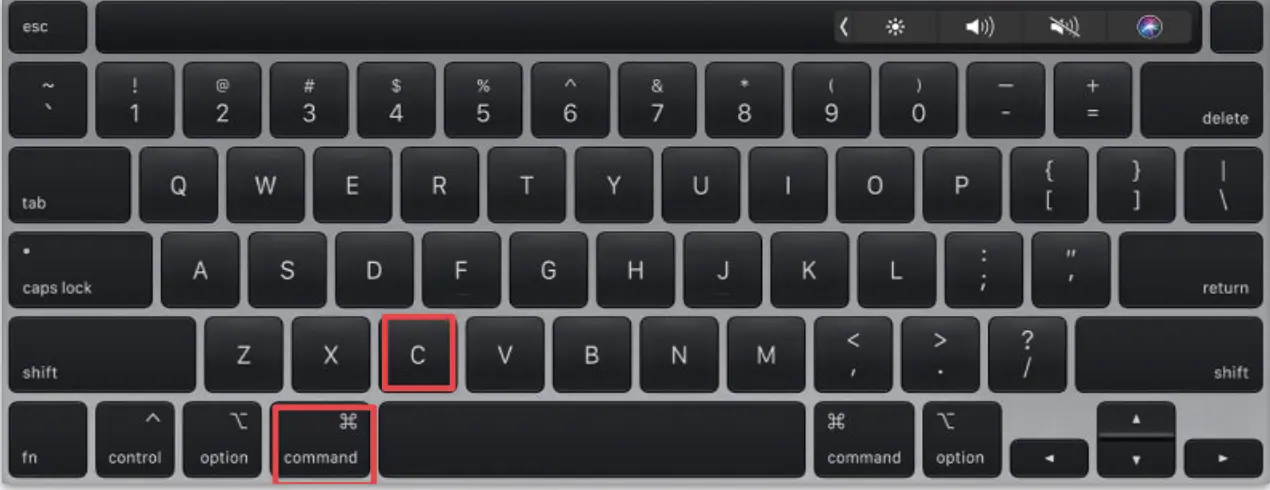 esc
~ ! @ # $ % ^ & * ( ) — +
` 1 2 3 4 5 6 7 8 9 0 - = delete
tab Q W E R T Y U I O P { [ } ] | \
caps lock A S D F G H J K L : ; " ' return
shift Z X C V B N M < , > . ? / shift
fn ^ control ⌥ option ⌘ command ⌘ command ⌥ option ◄ ▲ ▼ ►